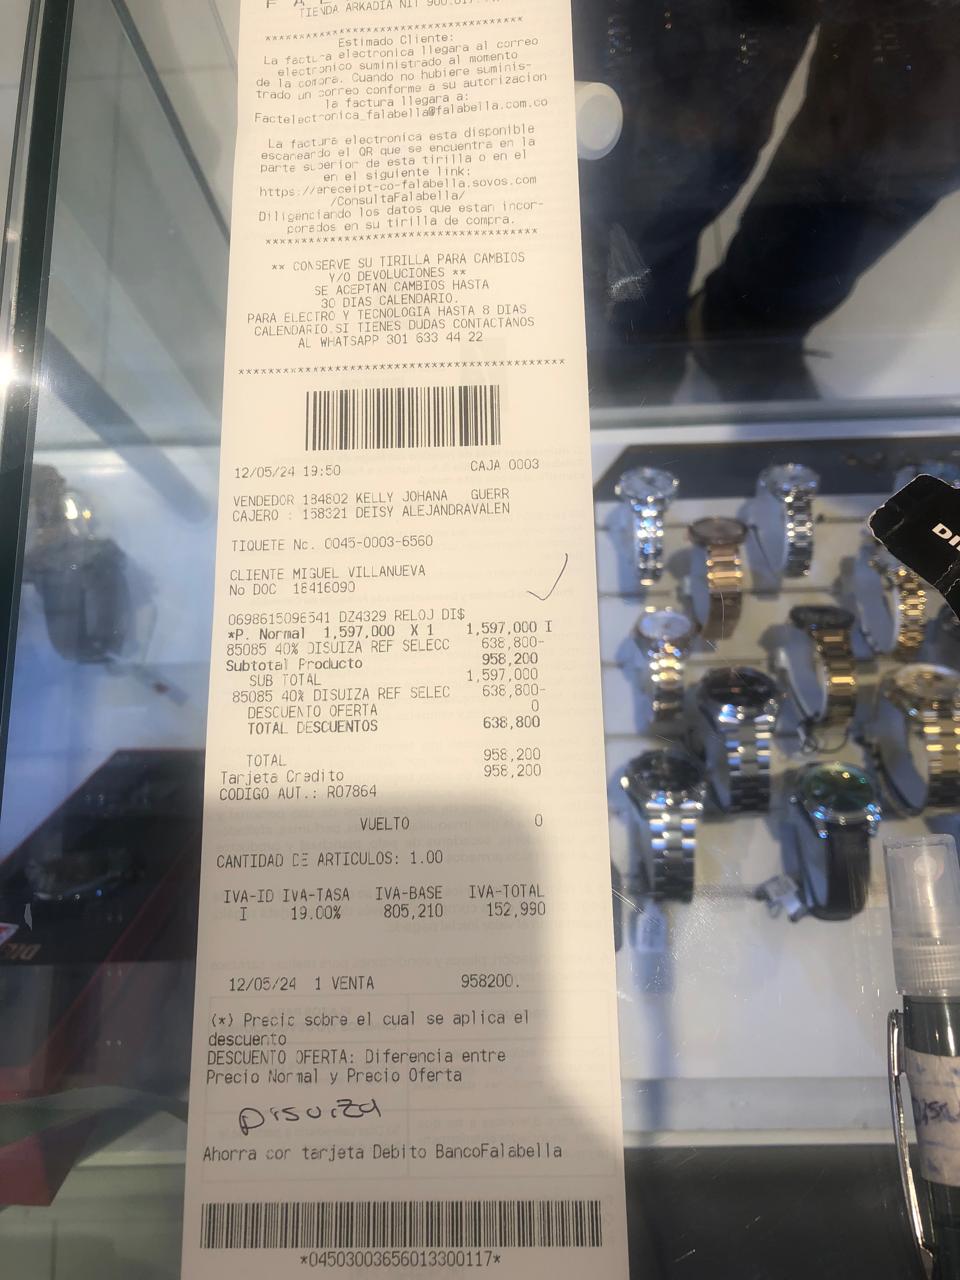 TIENDA ARKADIA NIT 900.017.
************************************
Estimado Cliente:
La factura electronica llegara al correo
electronico suministrado al momento
de la compra. Cuando no hubiere suminis-
trado un correo conforme a su autorizacion
la factura llegara a:
Factelectronica_falabella@falabella.com.co
La factura electronica esta disponible
escaneando el QR que se encuentra en la
parte superior de esta tirilla o en el
en el siguiente link:
https://ereceipt-co-falabella.sovos.com
/ConsultaFalabella/
Diligenciando los datos que estan incor-
porados en su tirilla de compra.
**************************************
** CONSERVE SU TIRILLA PARA CAMBIOS
Y/O DEVOLUCIONES **
SE ACEPTAN CAMBIOS HASTA
30 DIAS CALENDARIO.
PARA ELECTRO Y TECNOLOGIA HASTA 8 DIAS
CALENDARIO.SI TIENES DUDAS CONTACTANOS
AL WHATSAPP 301 633 44 22
******************************************
12/05/24 19:50 CAJA 0003
VENDEDOR 184802 KELLY JOHANA GUERR
CAJERO : 158321 DEISY ALEJANDRAVALEN
TIQUETE No. 0045-0003-6560
CLIENTE MIGUEL VILLANUEVA
No DOC 16416090
0698615096541 DZ4329 RELOJ DI$
*P. Normal 1,597,000 X 1 1,597,000 I
85085 40% DISUIZA REF SELECC 638,800-
Subtotal Producto 958,200
SUB TOTAL 1,597,000
85085 40% DISUIZA REF SELEC 638,800-
DESCUENTO OFERTA 0
TOTAL DESCUENTOS 638,800
TOTAL 958,200
Tarjeta Credito 958,200
CODIGO AUT.: R07864
VUELTO 0
CANTIDAD DE ARTICULOS: 1.00
IVA-ID IVA-TASA IVA-BASE IVA-TOTAL
I 19.00% 805,210 152,990
12/05/24 1 VENTA 958200.
(*) Precio sobre el cual se aplica el
descuento
DESCUENTO OFERTA: Diferencia entre
Precio Normal y Precio Oferta
Disuiza
Ahorra con tarjeta Debito BancoFalabella
*04503003656013300117*